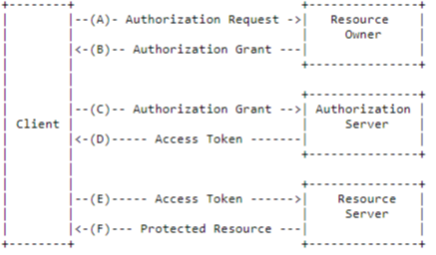 +--------+                               +---------------+
|        |--(A)- Authorization Request ->|   Resource    |
|        |                               |     Owner     |
|        |<-(B)-- Authorization Grant ---|               |
|        |                               +---------------+
|        |
|        |                               +---------------+
|        |--(C)-- Authorization Grant -->| Authorization |
| Client |                               |     Server    |
|        |<-(D)----- Access Token -------|               |
|        |                               +---------------+
|        |
|        |                               +---------------+
|        |--(E)----- Access Token ------>|    Resource   |
|        |                               |     Server    |
|        |<-(F)--- Protected Resource ---|               |
+--------+                               +---------------+